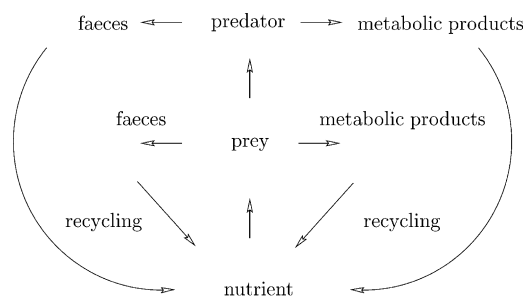 faeces predator metabolic products
faeces metabolic products
prey
recycling recycling
nutrient